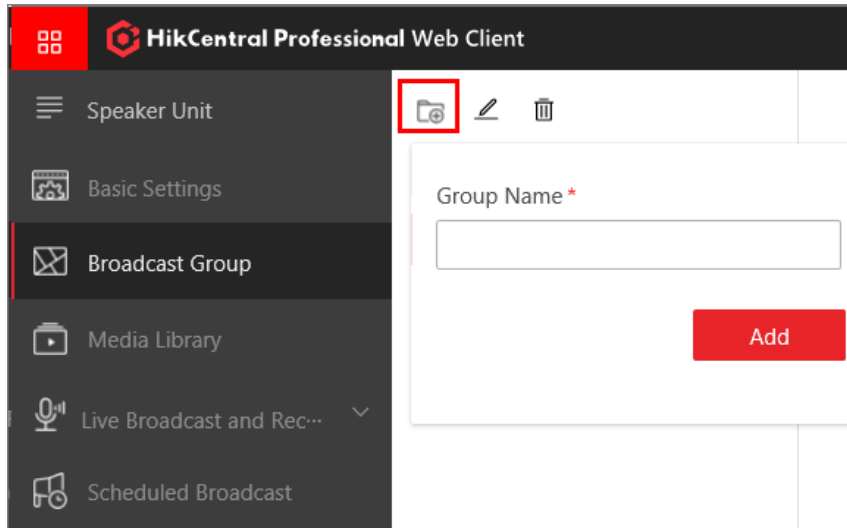 HikCentral Professional Web Client
Speaker Unit
Basic Settings
Broadcast Group
Media Library
Live Broadcast and Rec···
Scheduled Broadcast
Group Name *
Add